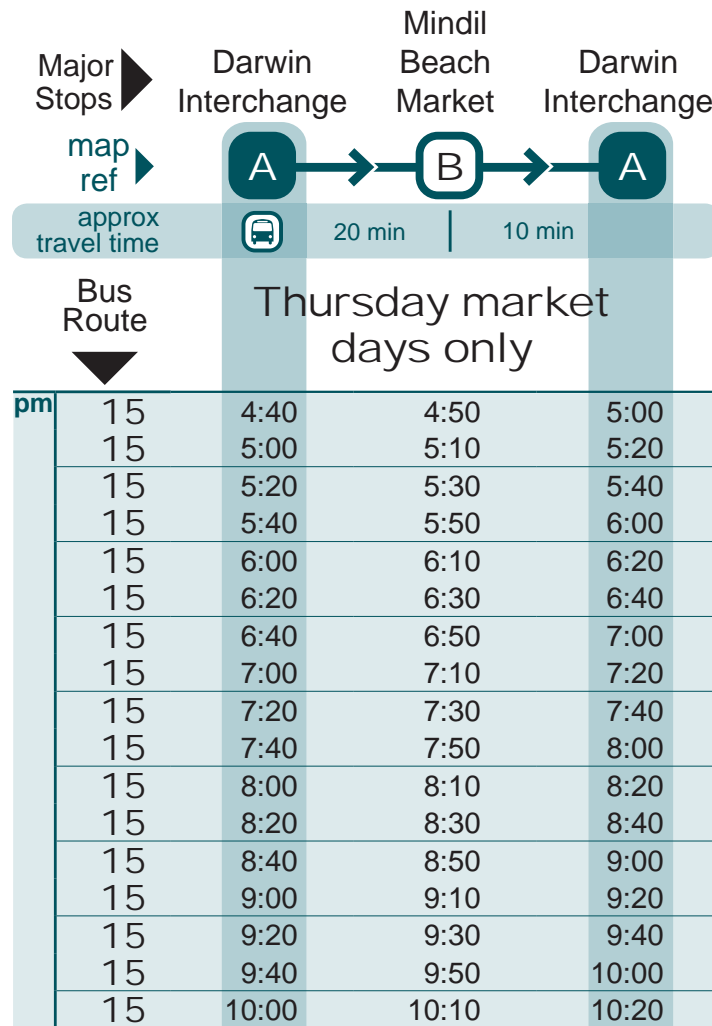 Major Stops
Darwin Interchange
Mindil Beach Market
Darwin Interchange
map ref
A
B
A
approx travel time
20 min
10 min
Bus Route
Thursday market
days only
pm
15 4:40 4:50 5:00
15 5:00 5:10 5:20
15 5:20 5:30 5:40
15 5:40 5:50 6:00
15 6:00 6:10 6:20
15 6:20 6:30 6:40
15 6:40 6:50 7:00
15 7:00 7:10 7:20
15 7:20 7:30 7:40
15 7:40 7:50 8:00
15 8:00 8:10 8:20
15 8:20 8:30 8:40
15 8:40 8:50 9:00
15 9:00 9:10 9:20
15 9:20 9:30 9:40
15 9:40 9:50 10:00
15 10:00 10:10 10:20